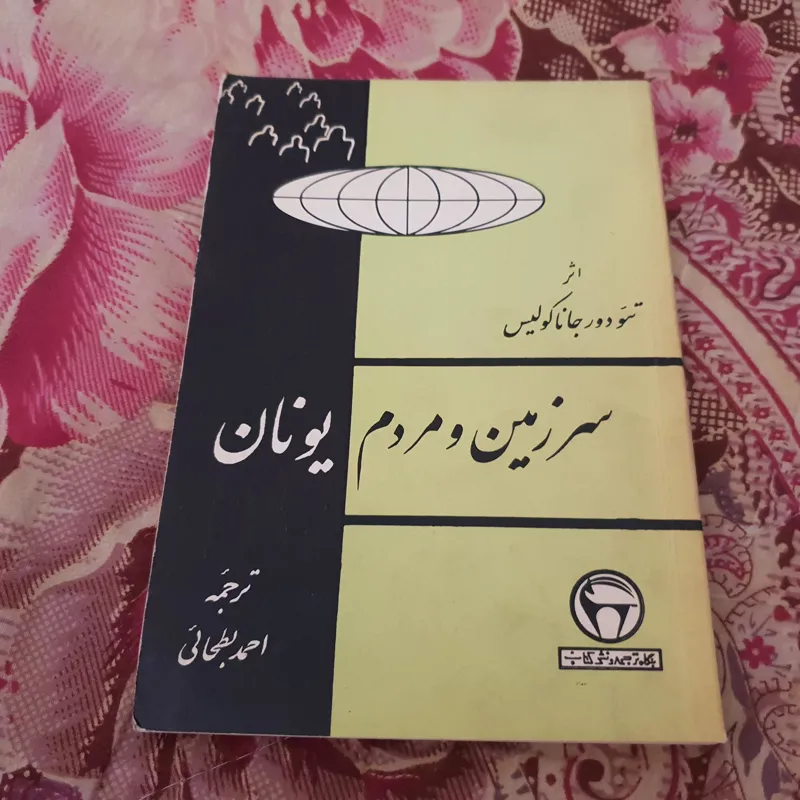 اثر
تئودور جاناکولیس
سرزمین و مردم یونان
ترجمهٔ
احمد بطحائی
بنگاه ترجمه و نشر کتاب